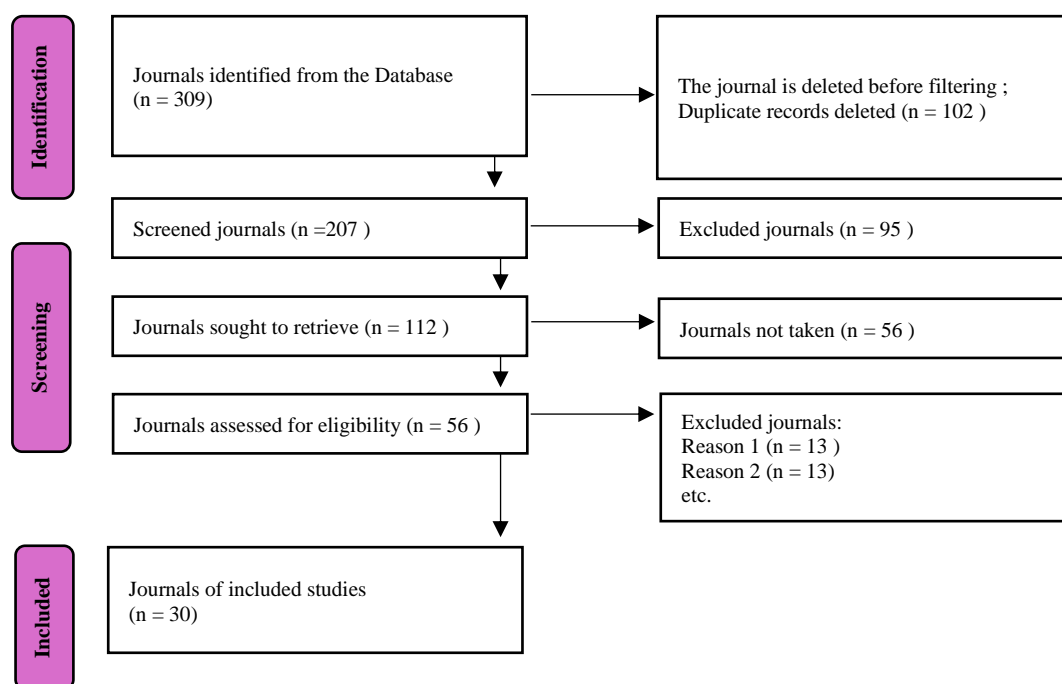 Identification
Journals identified from the Database
(n = 309)
The journal is deleted before filtering ;
Duplicate records deleted (n = 102 )
Screening
Screened journals (n =207 )
Excluded journals (n = 95 )
Journals sought to retrieve (n = 112 )
Journals not taken (n = 56 )
Journals assessed for eligibility (n = 56 )
Excluded journals:
Reason 1 (n = 13 )
Reason 2 (n = 13)
etc.
Included
Journals of included studies
(n = 30)